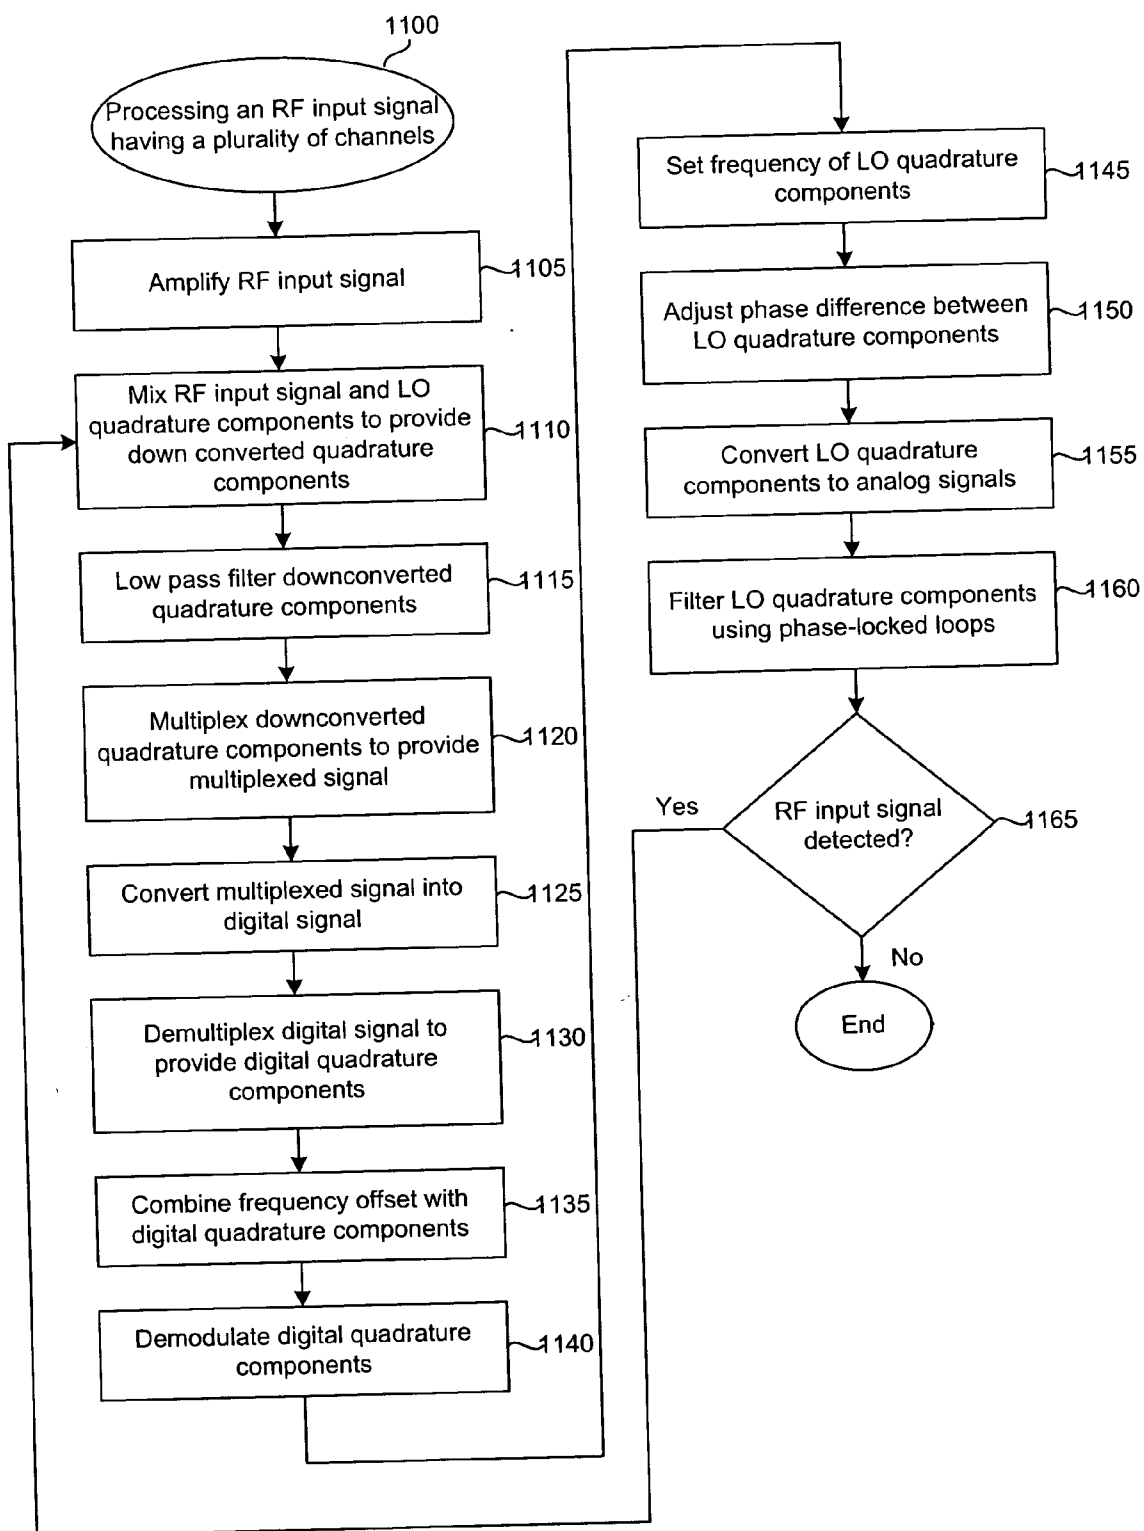 1100
Processing an RF input signal
having a plurality of channels
Amplify RF input signal
1105
Mix RF input signal and LO
quadrature components to provide
down converted quadrature
components
1110
Low pass filter downconverted
quadrature components
1115
Multiplex downconverted
quadrature components to provide
multiplexed signal
1120
Convert multiplexed signal into
digital signal
1125
Demultiplex digital signal to
provide digital quadrature
components
1130
Combine frequency offset with
digital quadrature components
1135
Demodulate digital quadrature
components
1140
Set frequency of LO quadrature
components
1145
Adjust phase difference between
LO quadrature components
1150
Convert LO quadrature
components to analog signals
1155
Filter LO quadrature components
using phase-locked loops
1160
Yes
RF input signal
detected?
1165
No
End